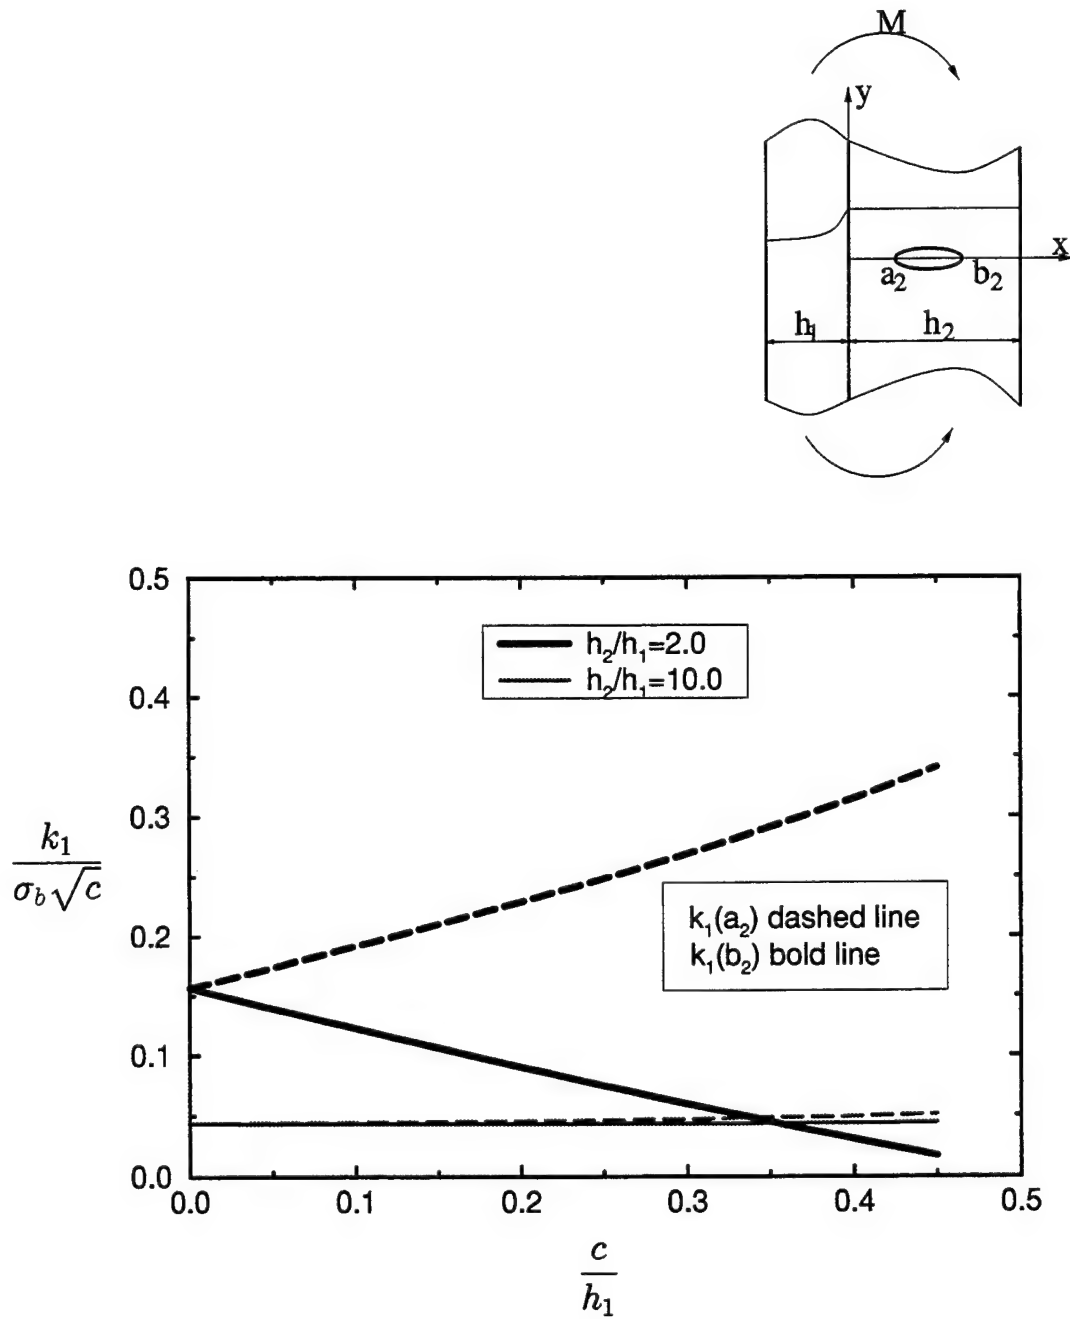 M
y
x
a₂ b₂
h₁ h₂
0.5
h₂/h₁=2.0
h₂/h₁=10.0
0.4
0.3
k₁
σ_b√c
k₁(a₂) dashed line
k₁(b₂) bold line
0.2
0.1
0.0
0.0 0.1 0.2 0.3 0.4 0.5
c
h₁